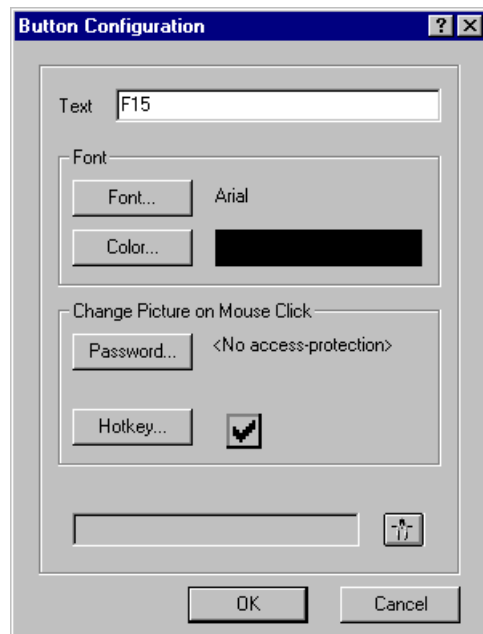 Button Configuration
Text F15
Font
Font... Arial
Color...
Change Picture on Mouse Click
Password... <No access-protection>
Hotkey...
OK Cancel